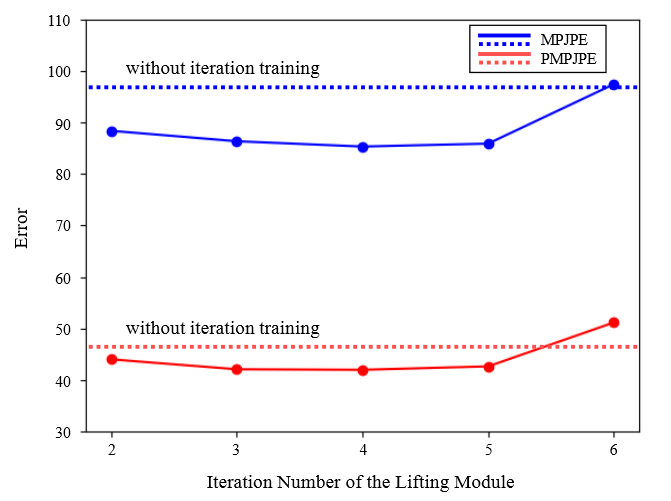 110
100
90
80
70
60
50
40
30
Error
MPJPE
PMPJPE
without iteration training
without iteration training
2 3 4 5 6
Iteration Number of the Lifting Module